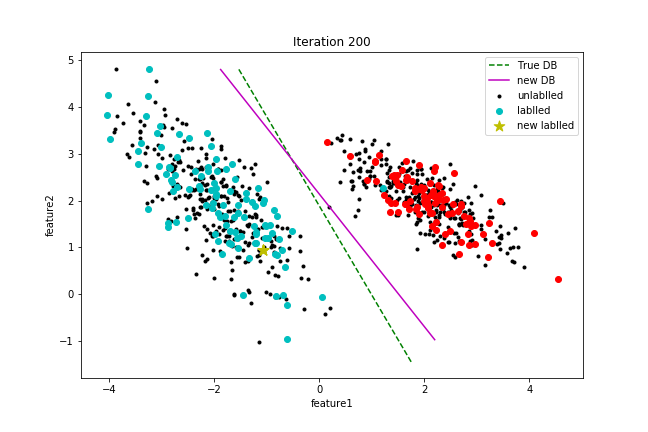 Iteration 200
True DB
new DB
unlablled
lablled
new lablled
5
4
3
2
1
0
−1
feature2
−4
−2
0
2
4
feature1